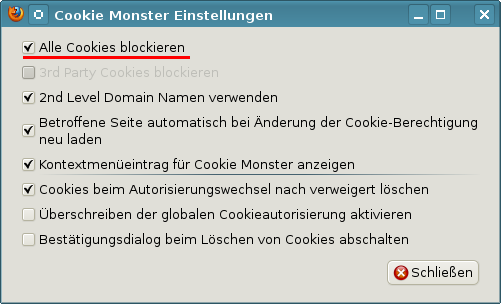 Cookie Monster Einstellungen
Alle Cookies blockieren
3rd Party Cookies blockieren
2nd Level Domain Namen verwenden
Betroffene Seite automatisch bei Änderung der Cookie-Berechtigung
neu laden
Kontextmenüeintrag für Cookie Monster anzeigen
Cookies beim Autorisierungswechsel nach verweigert löschen
Überschreiben der globalen Cookieautorisierung aktivieren
Bestätigungsdialog beim Löschen von Cookies abschalten
Schließen